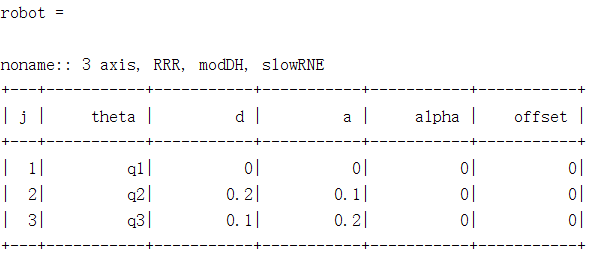 robot =
noname:: 3 axis, RRR, modDH, slowRNE
+---+-----------+-----------+-----------+-----------+-----------+
| j |     theta |         d |         a |     alpha |    offset |
+---+-----------+-----------+-----------+-----------+-----------+
|  1|         q1|          0|          0|          0|          0|
|  2|         q2|        0.2|        0.1|          0|          0|
|  3|         q3|        0.1|        0.2|          0|          0|
+---+-----------+-----------+-----------+-----------+-----------+